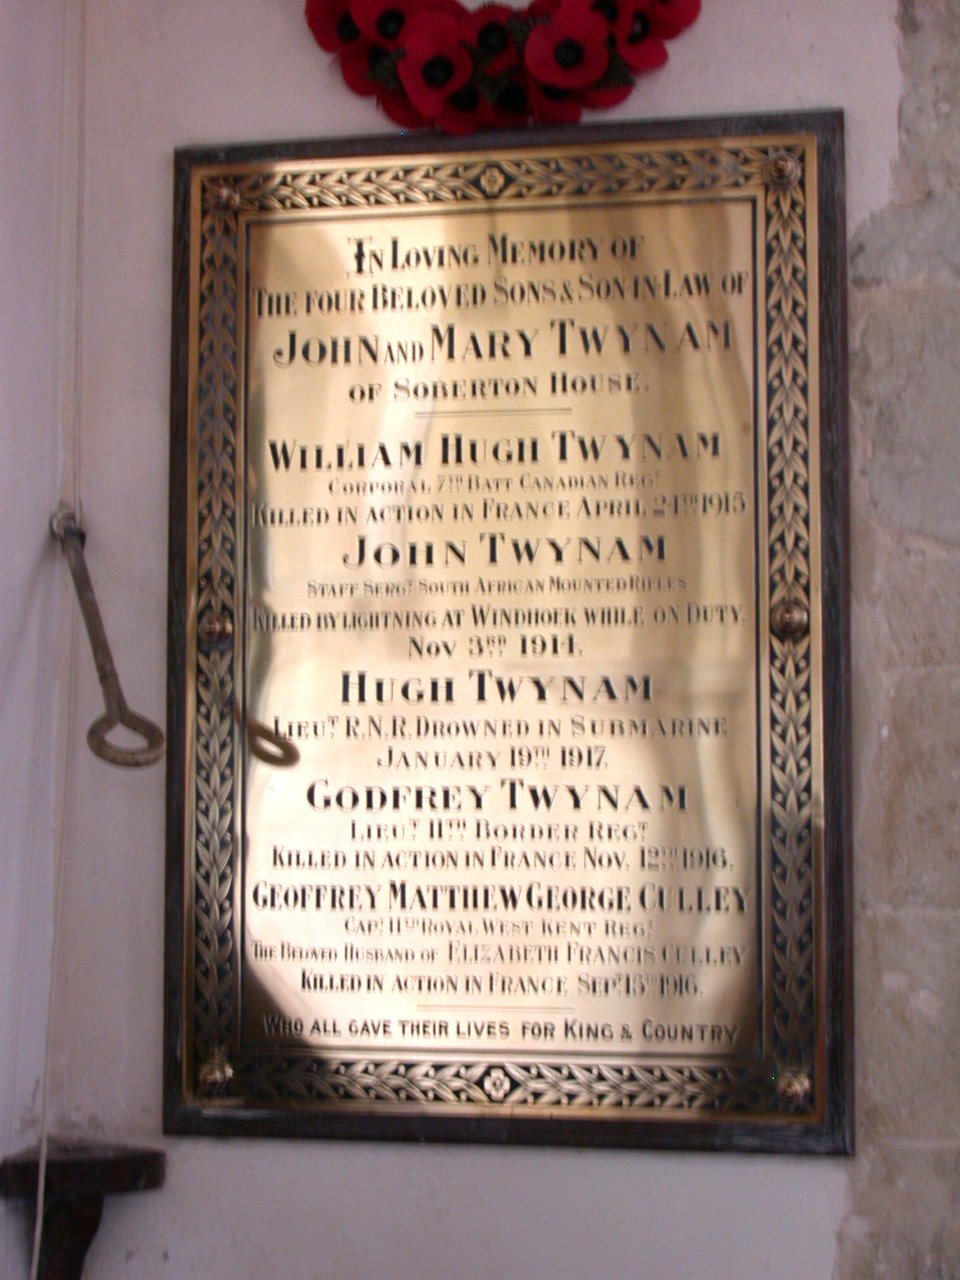 IN LOVING MEMORY OF
THE FOUR BELOVED SONS & SON IN LAW OF
JOHN AND MARY TWYNAM
OF SOBERTON HOUSE.
WILLIAM HUGH TWYNAM
CORPORAL 7TH BATT CANADIAN REGT
KILLED IN ACTION IN FRANCE APRIL 24TH 1915
JOHN TWYNAM
STAFF SERGT SOUTH AFRICAN MOUNTED RIFLES
KILLED BY LIGHTNING AT WINDHOEK WHILE ON DUTY.
NOV 3RD 1914.
HUGH TWYNAM
LIEUT R.N.R. DROWNED IN SUBMARINE
JANUARY 19TH 1917.
GODFREY TWYNAM
LIEUT 11TH BORDER REGT
KILLED IN ACTION IN FRANCE NOV. 12TH 1916.
GEOFFREY MATTHEW GEORGE CULLEY
CAPT 11TH ROYAL WEST KENT REGT
THE BELOVED HUSBAND OF ELIZABETH FRANCIS CULLEY
KILLED IN ACTION IN FRANCE SEPT 15TH 1916.
WHO ALL GAVE THEIR LIVES FOR KING & COUNTRY